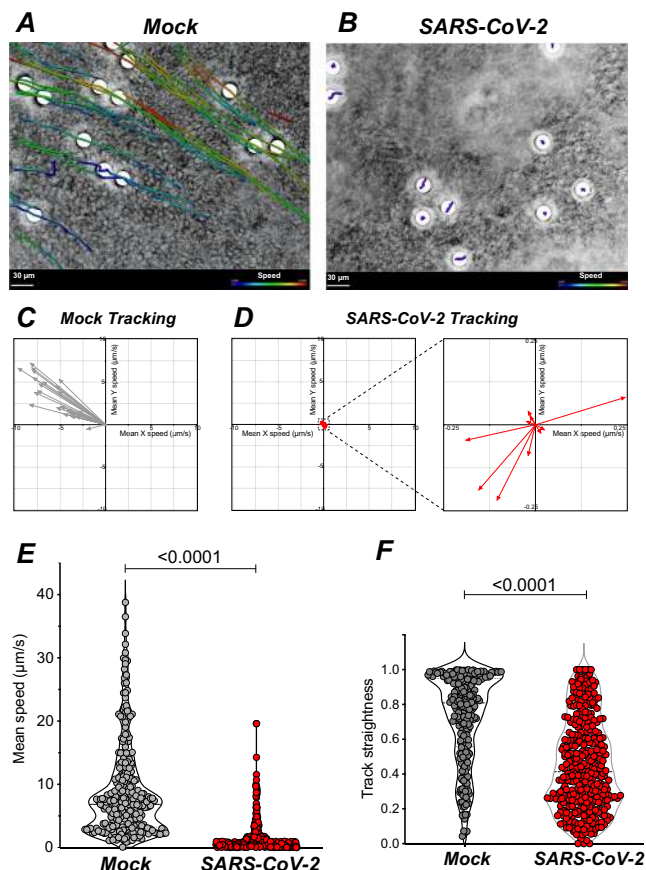 A Mock
B SARS-CoV-2
30 µm Speed
30 µm Speed
C Mock Tracking
D SARS-CoV-2 Tracking
10
Mean Y speed (µm/s)
5
-10 -5 5 10
Mean X speed (µm/s)
-5
-10
10
Mean Y speed (µm/s)
5
-10 -5 5 10
Mean X speed (µm/s)
-5
-10
0.25
Mean Y speed (µm/s)
-0.25 0.25
Mean X speed (µm/s)
-0.25
E
<0.0001
Mean speed (µm/s)
40
30
20
10
0
Mock SARS-CoV-2
F
<0.0001
Track straightness
1.0
0.8
0.6
0.4
0.2
0.0
Mock SARS-CoV-2